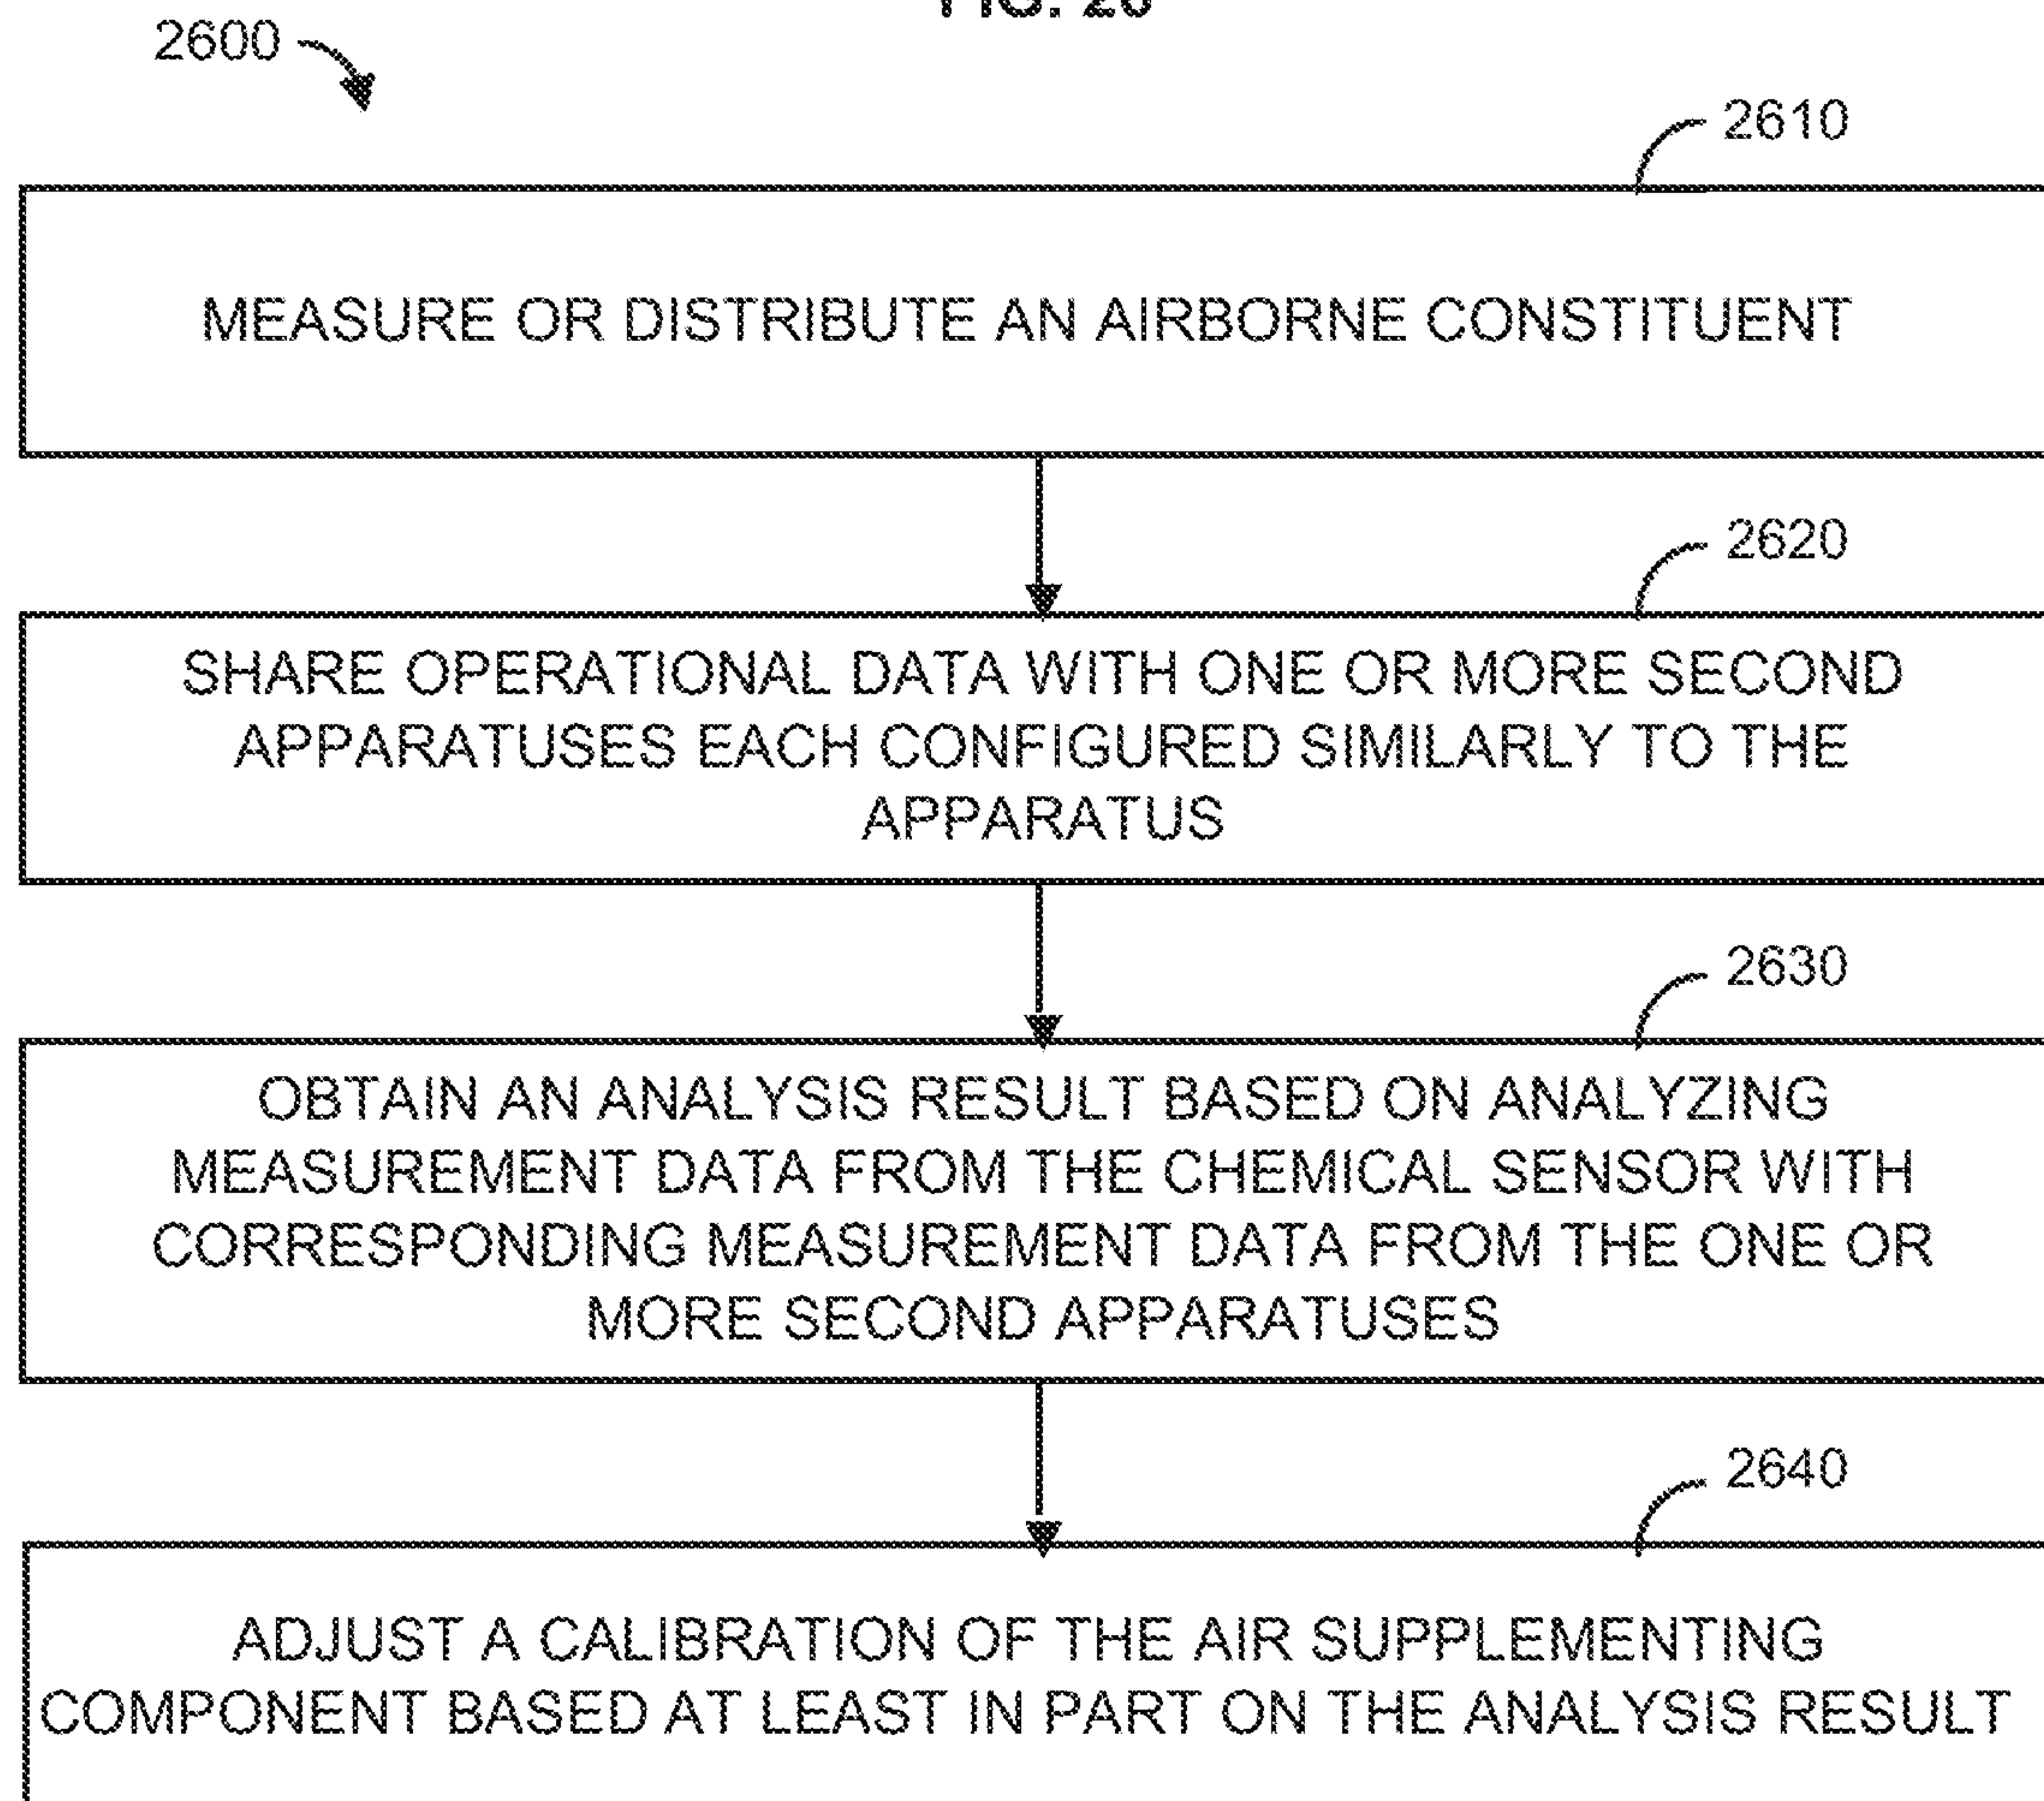 FIG. 26
2600
2610
MEASURE OR DISTRIBUTE AN AIRBORNE CONSTITUENT
2620
SHARE OPERATIONAL DATA WITH ONE OR MORE SECOND
APPARATUSES EACH CONFIGURED SIMILARLY TO THE
APPARATUS
2630
OBTAIN AN ANALYSIS RESULT BASED ON ANALYZING
MEASUREMENT DATA FROM THE CHEMICAL SENSOR WITH
CORRESPONDING MEASUREMENT DATA FROM THE ONE OR
MORE SECOND APPARATUSES
2640
ADJUST A CALIBRATION OF THE AIR SUPPLEMENTING
COMPONENT BASED AT LEAST IN PART ON THE ANALYSIS RESULT